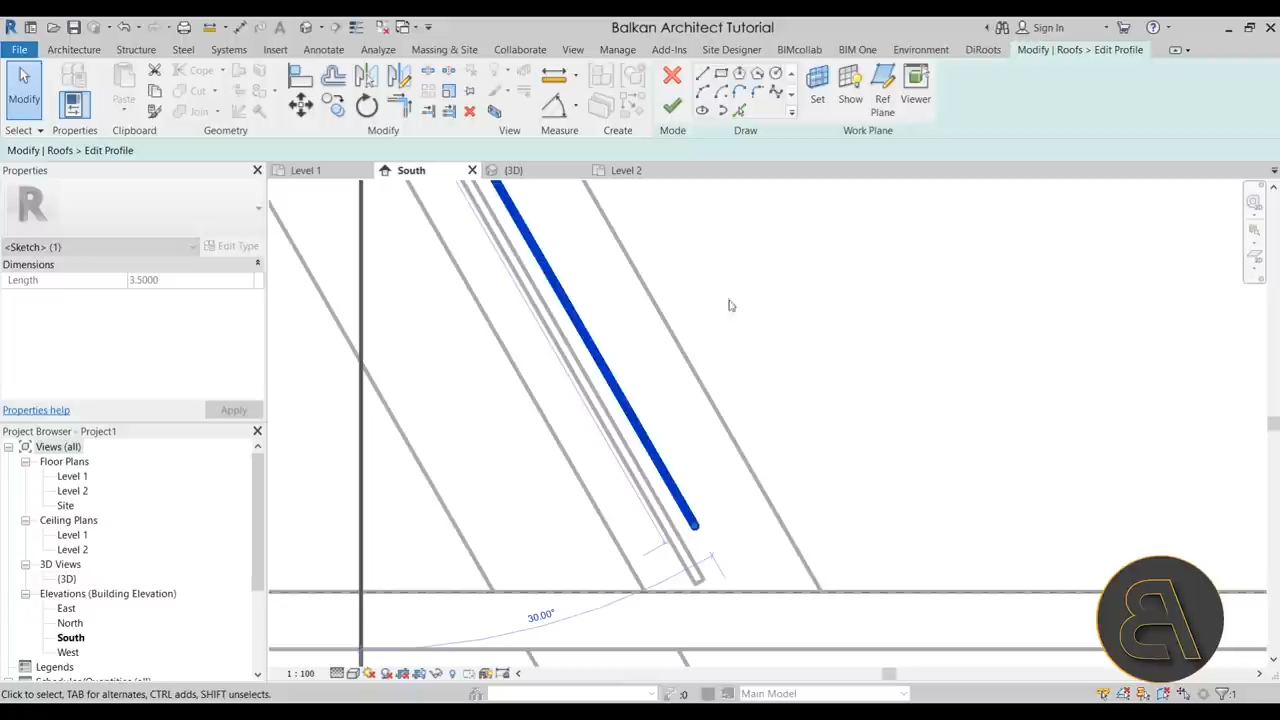 Balkan Architect Tutorial
Sign In
File Architecture Structure Steel Systems Insert Annotate Analyze Massing & Site Collaborate View Manage Add-Ins Site Designer BIMcollab BIM One Environment DiRoots Modify | Roofs > Edit Profile
Modify
Paste
Cope
Cut
Join
Set Show Ref Plane Viewer
Select Properties Clipboard Geometry Modify View Measure Create Mode Draw Work Plane
Modify | Roofs > Edit Profile
Properties
Level 1 South {3D} Level 2
R
<Sketch> (1) Edit Type
Dimensions
Length 3.5000
Properties help Apply
Project Browser - Project1
Views (all)
Floor Plans
Level 1
Level 2
Site
Ceiling Plans
Level 1
Level 2
3D Views
{3D}
Elevations (Building Elevation)
East
North
South
West
Legends
30.00°
1 : 100
Click to select, TAB for alternates, CTRL adds, SHIFT unselects.
:0
Main Model
:1